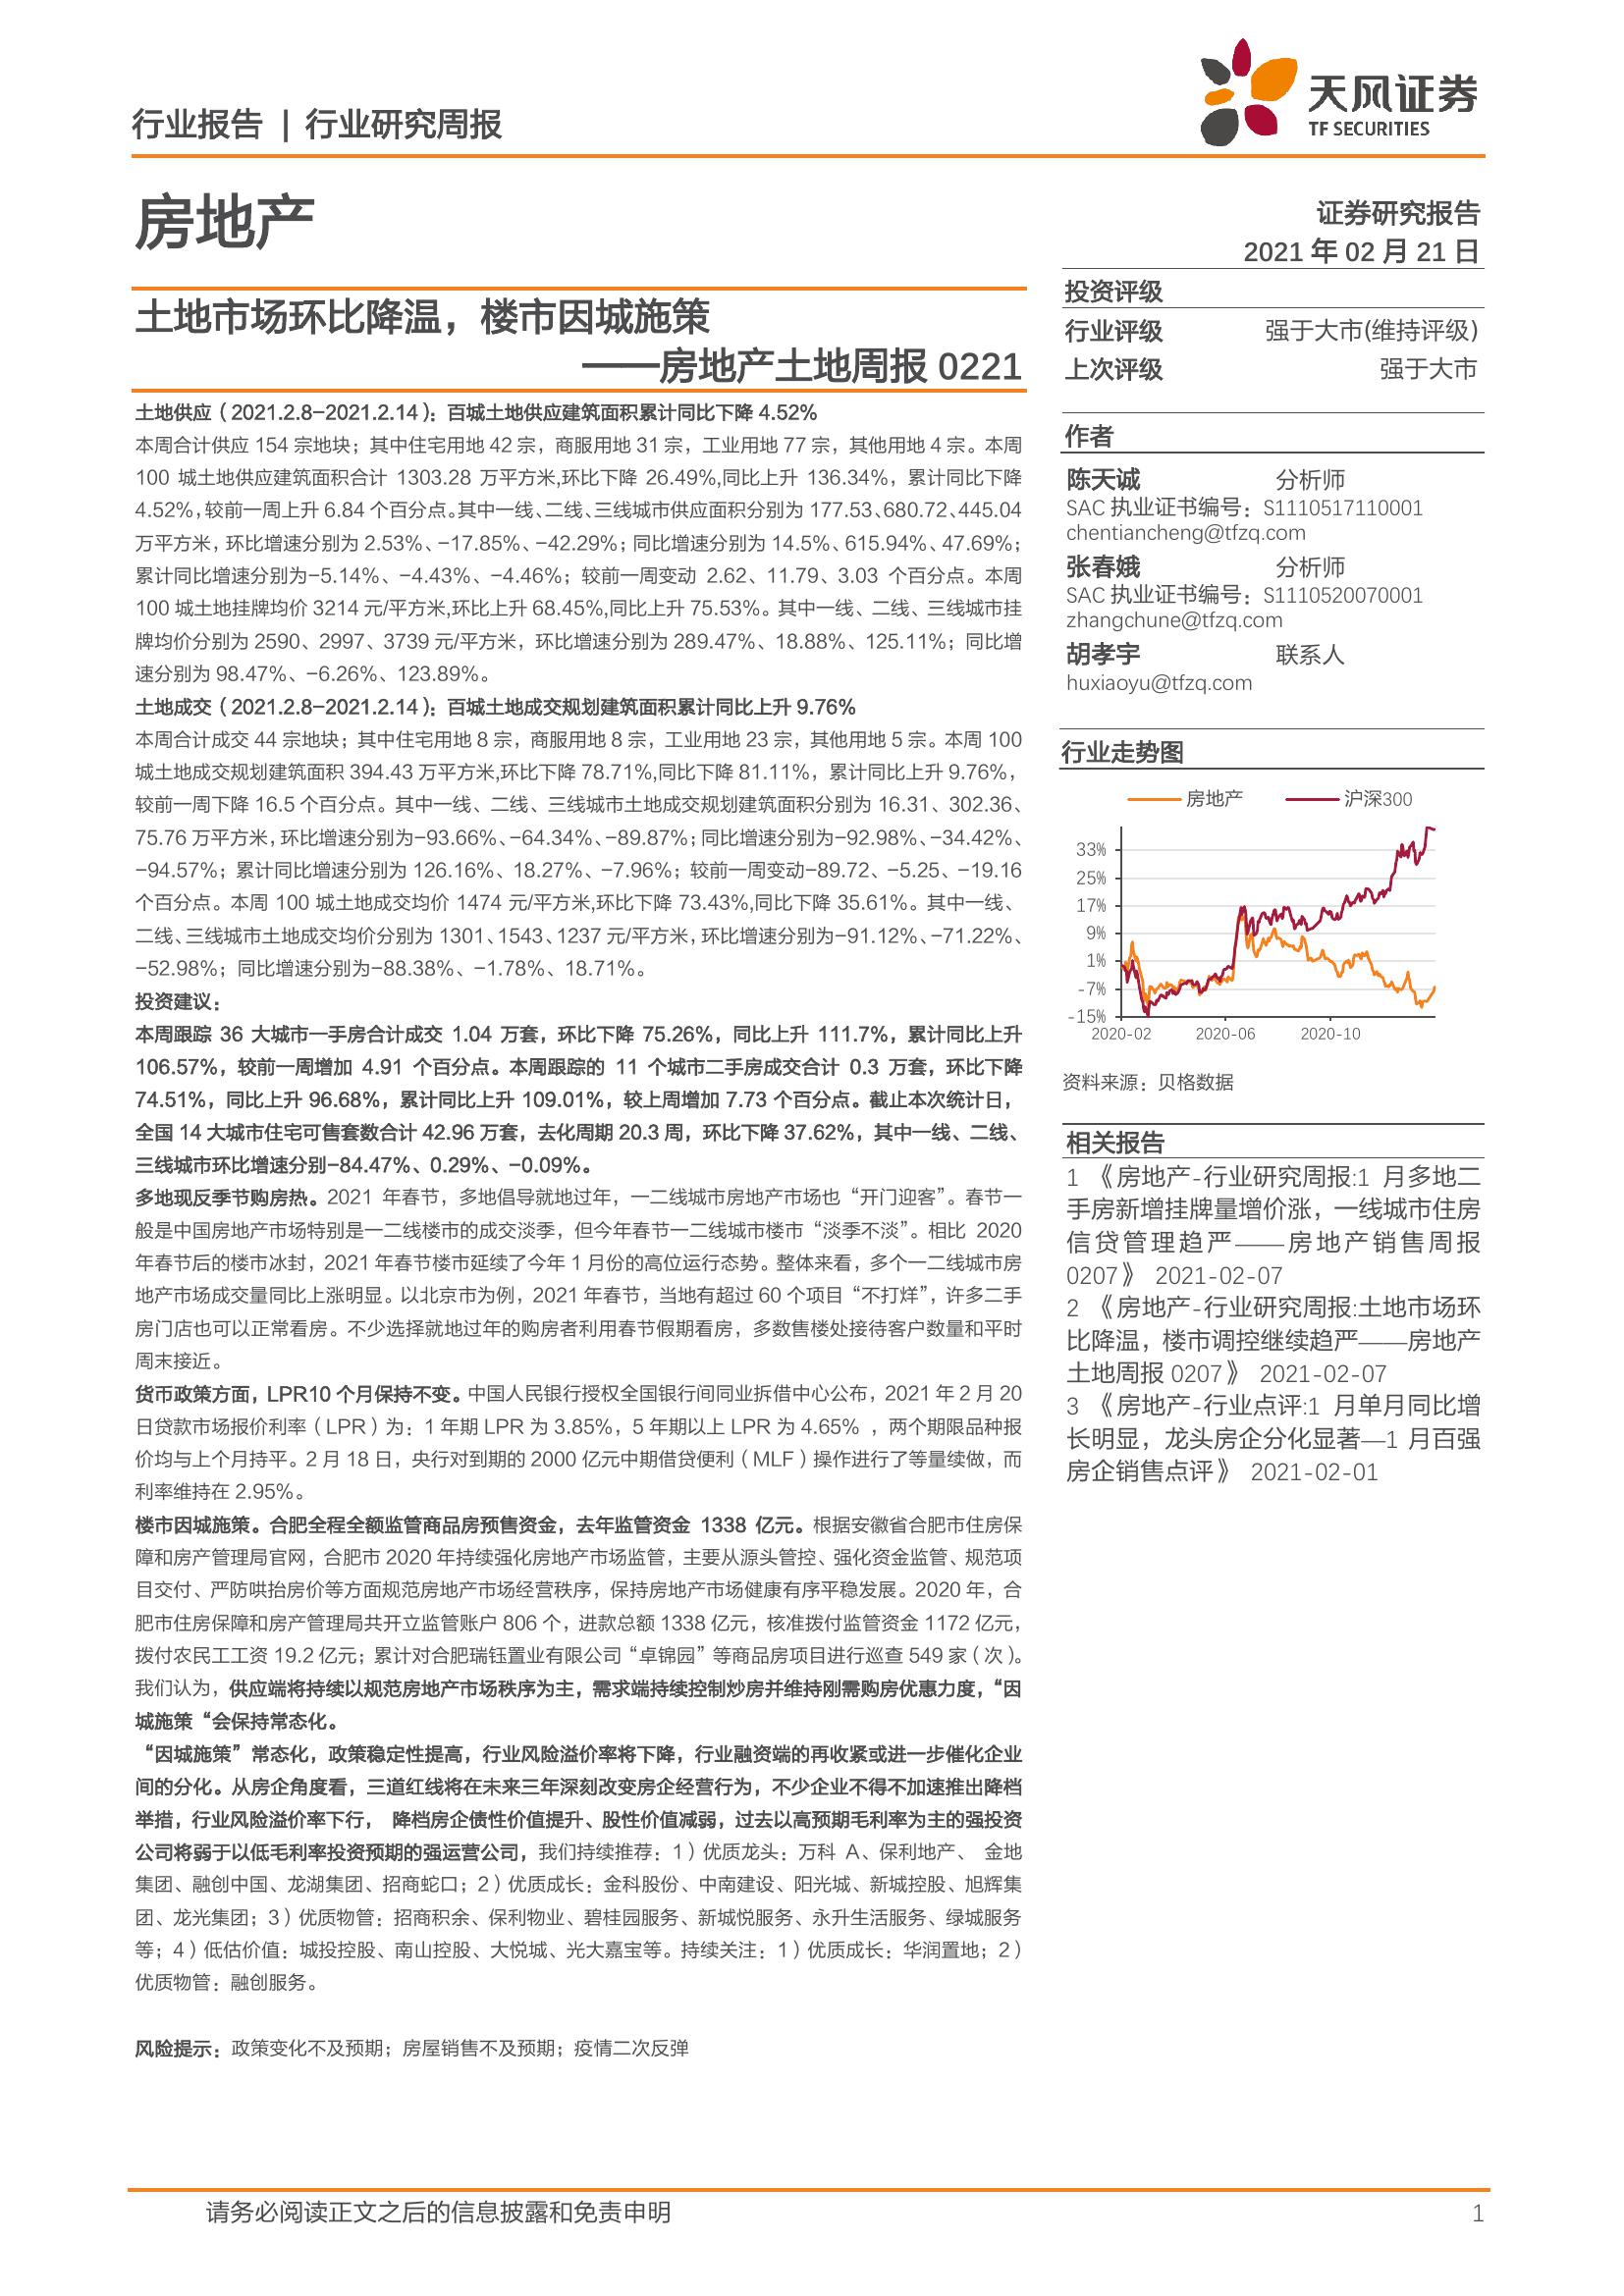 行业报告 | 行业研究周报
天风证券
TF SECURITIES
房地产
土地市场环比降温，楼市因城施策
——房地产土地周报 0221
土地供应（2021.2.8-2021.2.14）：百城土地供应建筑面积累计同比下降 4.52%
本周合计供应 154 宗地块；其中住宅用地 42 宗，商服用地 31 宗，工业用地 77 宗，其他用地 4 宗。本周
100 城土地供应建筑面积合计 1303.28 万平方米,环比下降 26.49%,同比上升 136.34%，累计同比下降
4.52%，较前一周上升 6.84 个百分点。其中一线、二线、三线城市供应面积分别为 177.53、680.72、445.04
万平方米，环比增速分别为 2.53%、-17.85%、-42.29%；同比增速分别为 14.5%、615.94%、47.69%；
累计同比增速分别为-5.14%、-4.43%、-4.46%；较前一周变动 2.62、11.79、3.03 个百分点。本周
100 城土地挂牌均价 3214 元/平方米,环比上升 68.45%,同比上升 75.53%。其中一线、二线、三线城市挂
牌均价分别为 2590、2997、3739 元/平方米，环比增速分别为 289.47%、18.88%、125.11%；同比增
速分别为 98.47%、-6.26%、123.89%。
土地成交（2021.2.8-2021.2.14）：百城土地成交规划建筑面积累计同比上升 9.76%
本周合计成交 44 宗地块；其中住宅用地 8 宗，商服用地 8 宗，工业用地 23 宗，其他用地 5 宗。本周 100
城土地成交规划建筑面积 394.43 万平方米,环比下降 78.71%,同比下降 81.11%，累计同比上升 9.76%，
较前一周下降 16.5 个百分点。其中一线、二线、三线城市土地成交规划建筑面积分别为 16.31、302.36、
75.76 万平方米，环比增速分别为-93.66%、-64.34%、-89.87%；同比增速分别为-92.98%、-34.42%、
-94.57%；累计同比增速分别为 126.16%、18.27%、-7.96%；较前一周变动-89.72、-5.25、-19.16
个百分点。本周 100 城土地成交均价 1474 元/平方米,环比下降 73.43%,同比下降 35.61%。其中一线、
二线、三线城市土地成交均价分别为 1301、1543、1237 元/平方米，环比增速分别为-91.12%、-71.22%、
-52.98%；同比增速分别为-88.38%、-1.78%、18.71%。
投资建议：
本周跟踪 36 大城市一手房合计成交 1.04 万套，环比下降 75.26%，同比上升 111.7%，累计同比上升
106.57%，较前一周增加 4.91 个百分点。本周跟踪的 11 个城市二手房成交合计 0.3 万套，环比下降
74.51%，同比上升 96.68%，累计同比上升 109.01%，较上周增加 7.73 个百分点。截止本次统计日，
全国 14 大城市住宅可售套数合计 42.96 万套，去化周期 20.3 周，环比下降 37.62%，其中一线、二线、
三线城市环比增速分别-84.47%、0.29%、-0.09%。
多地现反季节购房热。2021 年春节，多地倡导就地过年，一二线城市房地产市场也“开门迎客”。春节一
般是中国房地产市场特别是一二线楼市的成交淡季，但今年春节一二线城市楼市“淡季不淡”。相比 2020
年春节后的楼市冰封，2021 年春节楼市延续了今年 1 月份的高位运行态势。整体来看，多个一二线城市房
地产市场成交量同比上涨明显。以北京市为例，2021 年春节，当地有超过 60 个项目“不打烊”，许多二手
房门店也可以正常看房。不少选择就地过年的购房者利用春节假期看房，多数售楼处接待客户数量和平时
周末接近。
货币政策方面，LPR10 个月保持不变。中国人民银行授权全国银行间同业拆借中心公布，2021 年 2 月 20
日贷款市场报价利率（LPR）为：1 年期 LPR 为 3.85%，5 年期以上 LPR 为 4.65% ，两个期限品种报
价均与上个月持平。2 月 18 日，央行对到期的 2000 亿元中期借贷便利（MLF）操作进行了等量续做，而
利率维持在 2.95%。
楼市因城施策。合肥全程全额监管商品房预售资金，去年监管资金 1338 亿元。根据安徽省合肥市住房保
障和房产管理局官网，合肥市 2020 年持续强化房地产市场监管，主要从源头管控、强化资金监管、规范项
目交付、严防哄抬房价等方面规范房地产市场经营秩序，保持房地产市场健康有序平稳发展。2020 年，合
肥市住房保障和房产管理局共开立监管账户 806 个，进款总额 1338 亿元，核准拨付监管资金 1172 亿元，
拨付农民工工资 19.2 亿元；累计对合肥瑞钰置业有限公司“卓锦园”等商品房项目进行巡查 549 家（次）。
我们认为，供应端将持续以规范房地产市场秩序为主，需求端持续控制炒房并维持刚需购房优惠力度，“因
城施策“会保持常态化。
“因城施策”常态化，政策稳定性提高，行业风险溢价率将下降，行业融资端的再收紧或进一步催化企业
间的分化。从房企角度看，三道红线将在未来三年深刻改变房企经营行为，不少企业不得不加速推出降档
举措，行业风险溢价率下行， 降档房企债性价值提升、股性价值减弱，过去以高预期毛利率为主的强投资
公司将弱于以低毛利率投资预期的强运营公司，我们持续推荐：1）优质龙头：万科 A、保利地产、 金地
集团、融创中国、龙湖集团、招商蛇口；2）优质成长：金科股份、中南建设、阳光城、新城控股、旭辉集
团、龙光集团；3）优质物管：招商积余、保利物业、碧桂园服务、新城悦服务、永升生活服务、绿城服务
等；4）低估价值：城投控股、南山控股、大悦城、光大嘉宝等。持续关注：1）优质成长：华润置地；2）
优质物管：融创服务。
风险提示：政策变化不及预期；房屋销售不及预期；疫情二次反弹
证券研究报告
2021 年 02 月 21 日
投资评级
行业评级 强于大市(维持评级)
上次评级 强于大市
作者
陈天诚 分析师
SAC 执业证书编号：S1110517110001
chentiancheng@tfzq.com
张春娥 分析师
SAC 执业证书编号：S1110520070001
zhangchune@tfzq.com
胡孝宇 联系人
huxiaoyu@tfzq.com
行业走势图
房地产 沪深300
33%
25%
17%
9%
1%
-7%
-15%
2020-02 2020-06 2020-10
资料来源：贝格数据
相关报告
1 《房地产-行业研究周报:1 月多地二
手房新增挂牌量增价涨，一线城市住房
信贷管理趋严——房地产销售周报
0207》 2021-02-07
2 《房地产-行业研究周报:土地市场环
比降温，楼市调控继续趋严——房地产
土地周报 0207》 2021-02-07
3 《房地产-行业点评:1 月单月同比增
长明显，龙头房企分化显著—1 月百强
房企销售点评》 2021-02-01
请务必阅读正文之后的信息披露和免责申明 1